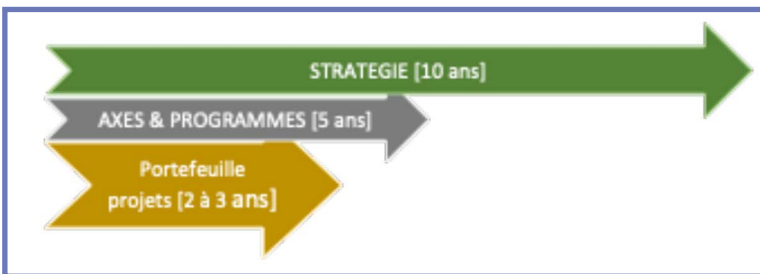 STRATEGIE [10 ans]
AXES & PROGRAMMES [5 ans]
Portefeuille
projets [2 à 3 ans]